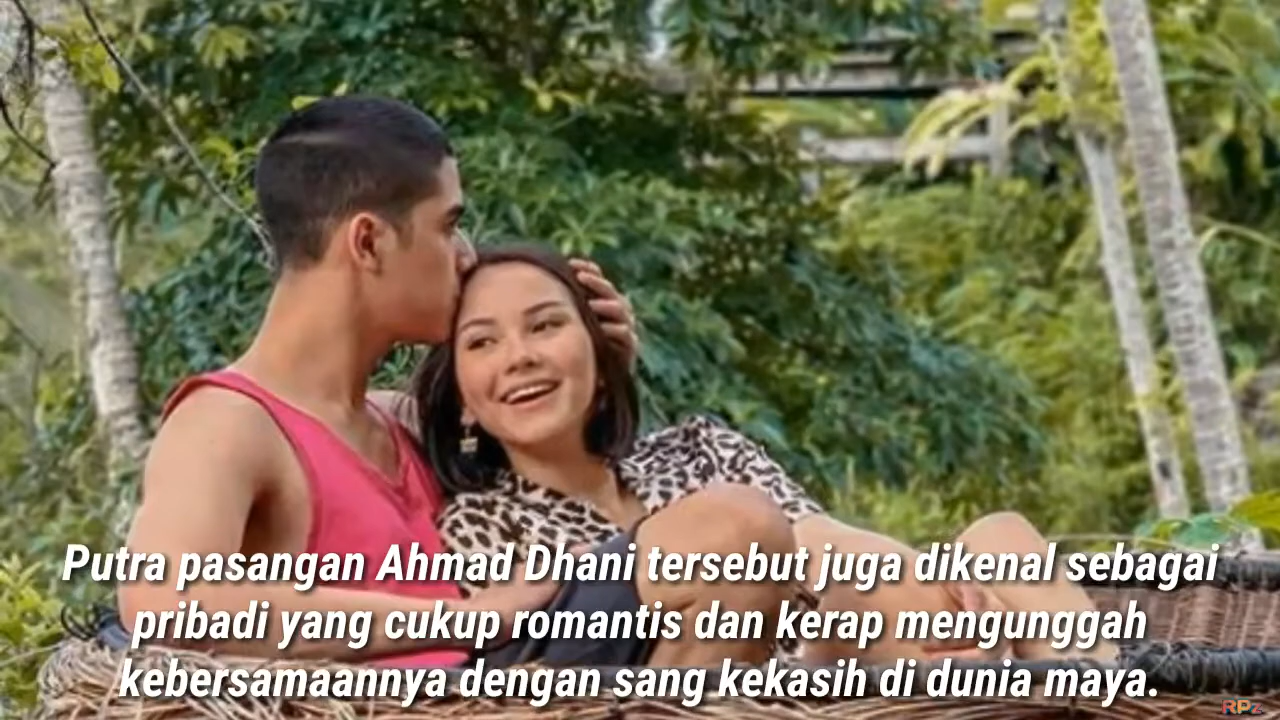 Putra pasangan Ahmad Dhani tersebut juga dikenal sebagai
pribadi yang cukup romantis dan kerap mengunggah
kebersamaannya dengan sang kekasih di dunia maya.
RPz